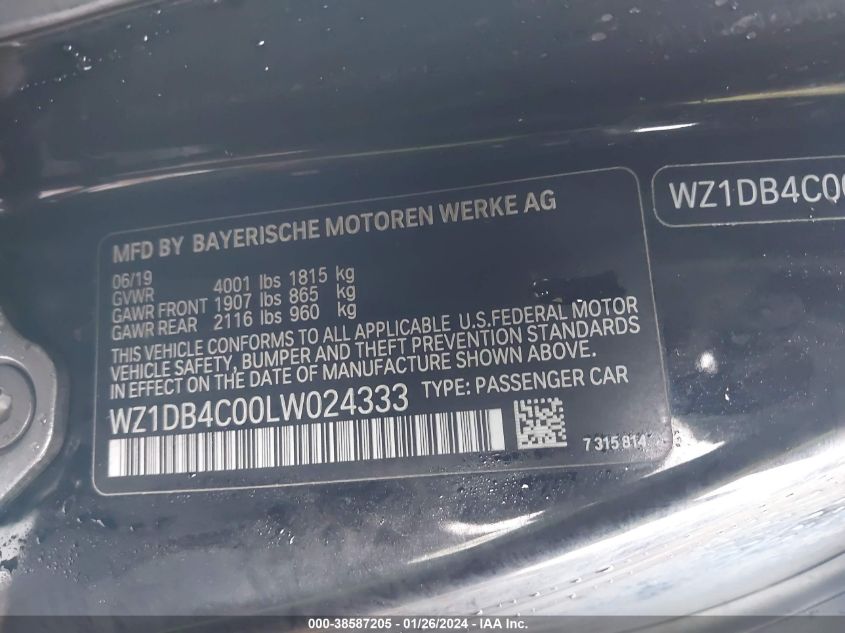 MFD BY BAYERISCHE MOTOREN WERKE AG
06/19
GVWR 4001 lbs 1815 kg
GAWR FRONT 1907 lbs 865 kg
GAWR REAR 2116 lbs 960 kg
THIS VEHICLE CONFORMS TO ALL APPLICABLE U.S.FEDERAL MOTOR
VEHICLE SAFETY, BUMPER AND THEFT PREVENTION STANDARDS
IN EFFECT ON THE DATE OF MANUFACTURE SHOWN ABOVE.
WZ1DB4C00LW024333 TYPE: PASSENGER CAR
7 315 814
WZ1DB4C00
000-38587205 - 01/26/2024 - IAA Inc.